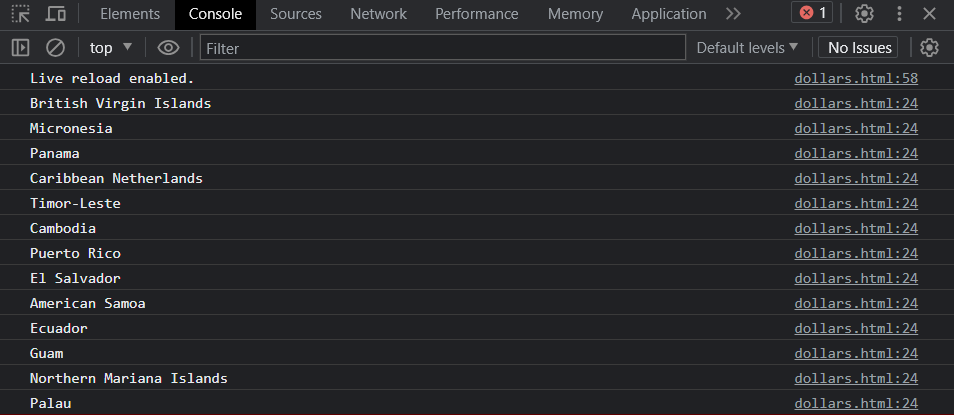 Elements Console Sources Network Performance Memory Application 1
top Filter Default levels No Issues
Live reload enabled. dollars.html:58
British Virgin Islands dollars.html:24
Micronesia dollars.html:24
Panama dollars.html:24
Caribbean Netherlands dollars.html:24
Timor-Leste dollars.html:24
Cambodia dollars.html:24
Puerto Rico dollars.html:24
El Salvador dollars.html:24
American Samoa dollars.html:24
Ecuador dollars.html:24
Guam dollars.html:24
Northern Mariana Islands dollars.html:24
Palau dollars.html:24